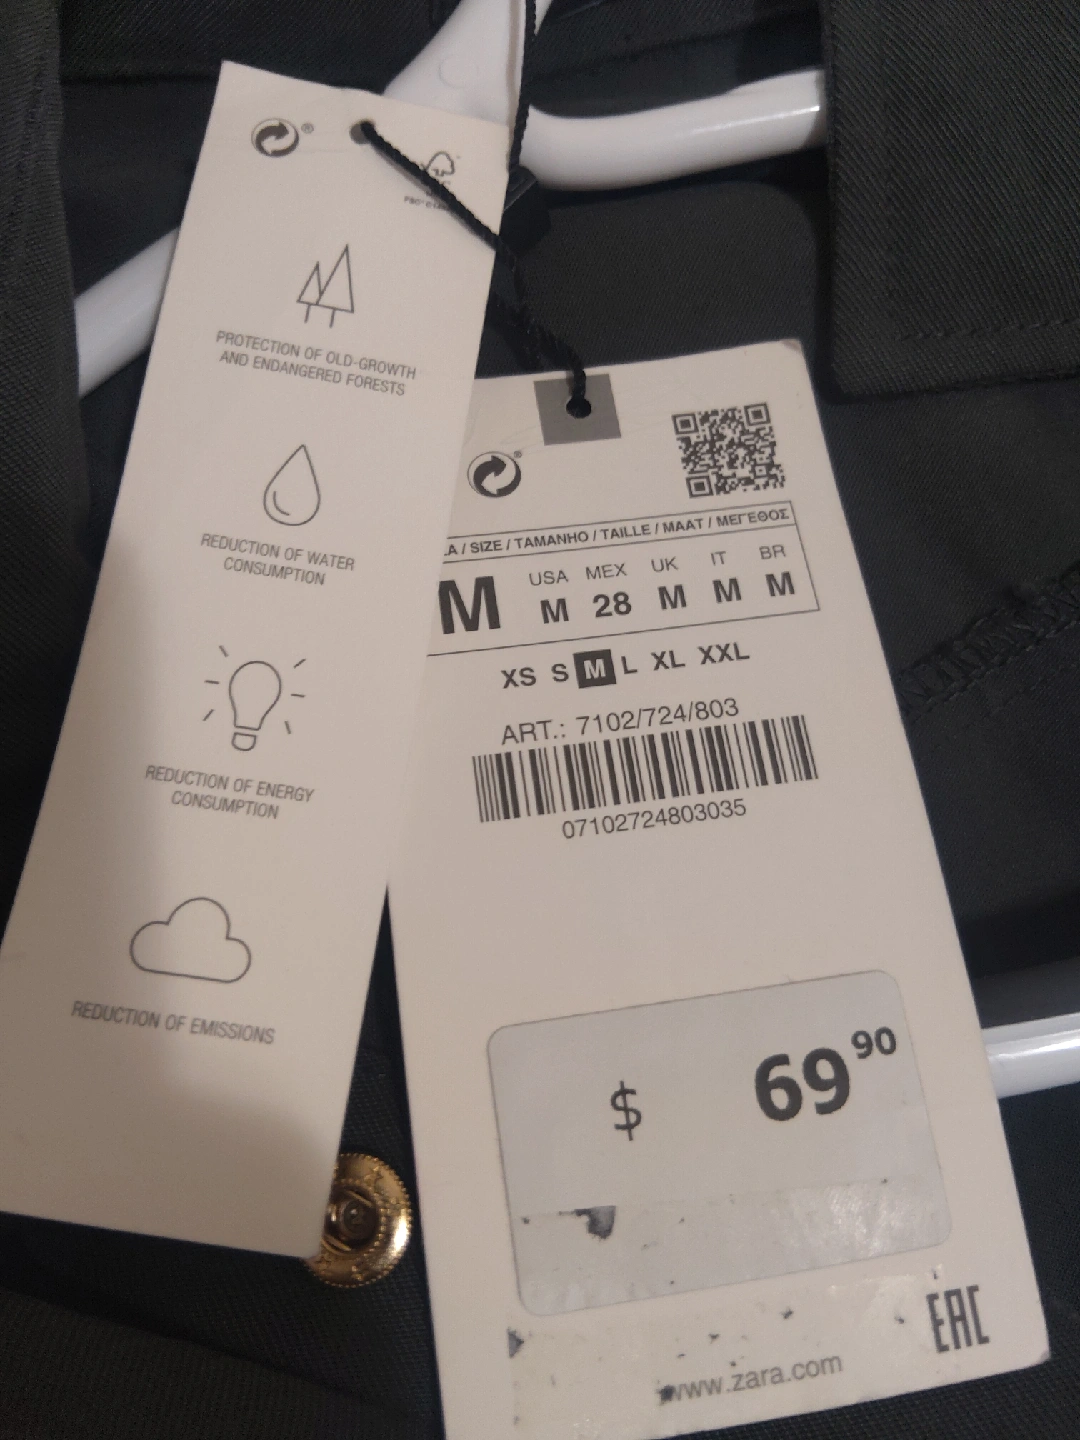 ®
PROTECTION OF OLD-GROWTH
AND ENDANGERED FORESTS
REDUCTION OF WATER
CONSUMPTION
REDUCTION OF ENERGY
CONSUMPTION
REDUCTION OF EMISSIONS
®
/ SIZE / TAMANHO / TAILLE / MAAT / ΜΕΓΕΘΟΣ
M
USA MEX UK IT BR
M 28 M M M
XS S M L XL XXL
ART.: 7102/724/803
07102724803035
$ 69 90
EAC
www.zara.com